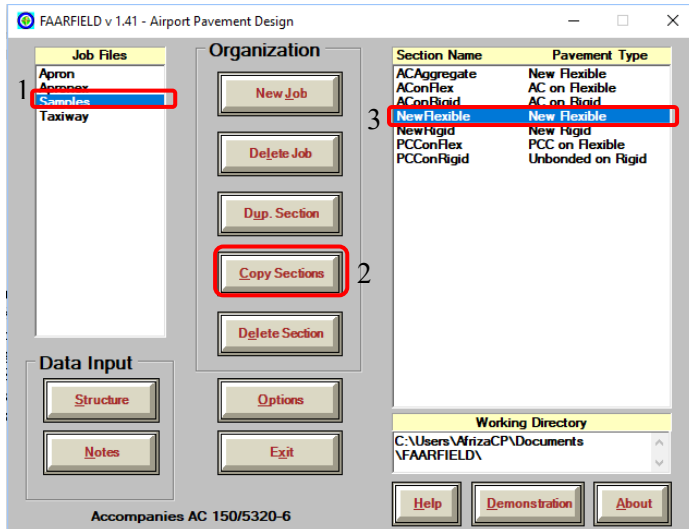 FAARFIELD v 1.41 - Airport Pavement Design
Job Files
Apron
Apronex
Samples
Taxiway
1
Organization
New Job
Delete Job
Dup. Section
Copy Sections
2
Delete Section
Section Name Pavement Type
ACAggregate New Flexible
AConFlex AC on Flexible
AConRigid AC on Rigid
3
NewFlexible New Flexible
NewRigid New Rigid
PCConFlex PCC on Flexible
PCConRigid Unbonded on Rigid
Data Input
Structure
Notes
Options
Exit
Working Directory
C:\Users\AfrizaCP\Documents
\FAARFIELD\
Help Demonstration About
Accompanies AC 150/5320-6